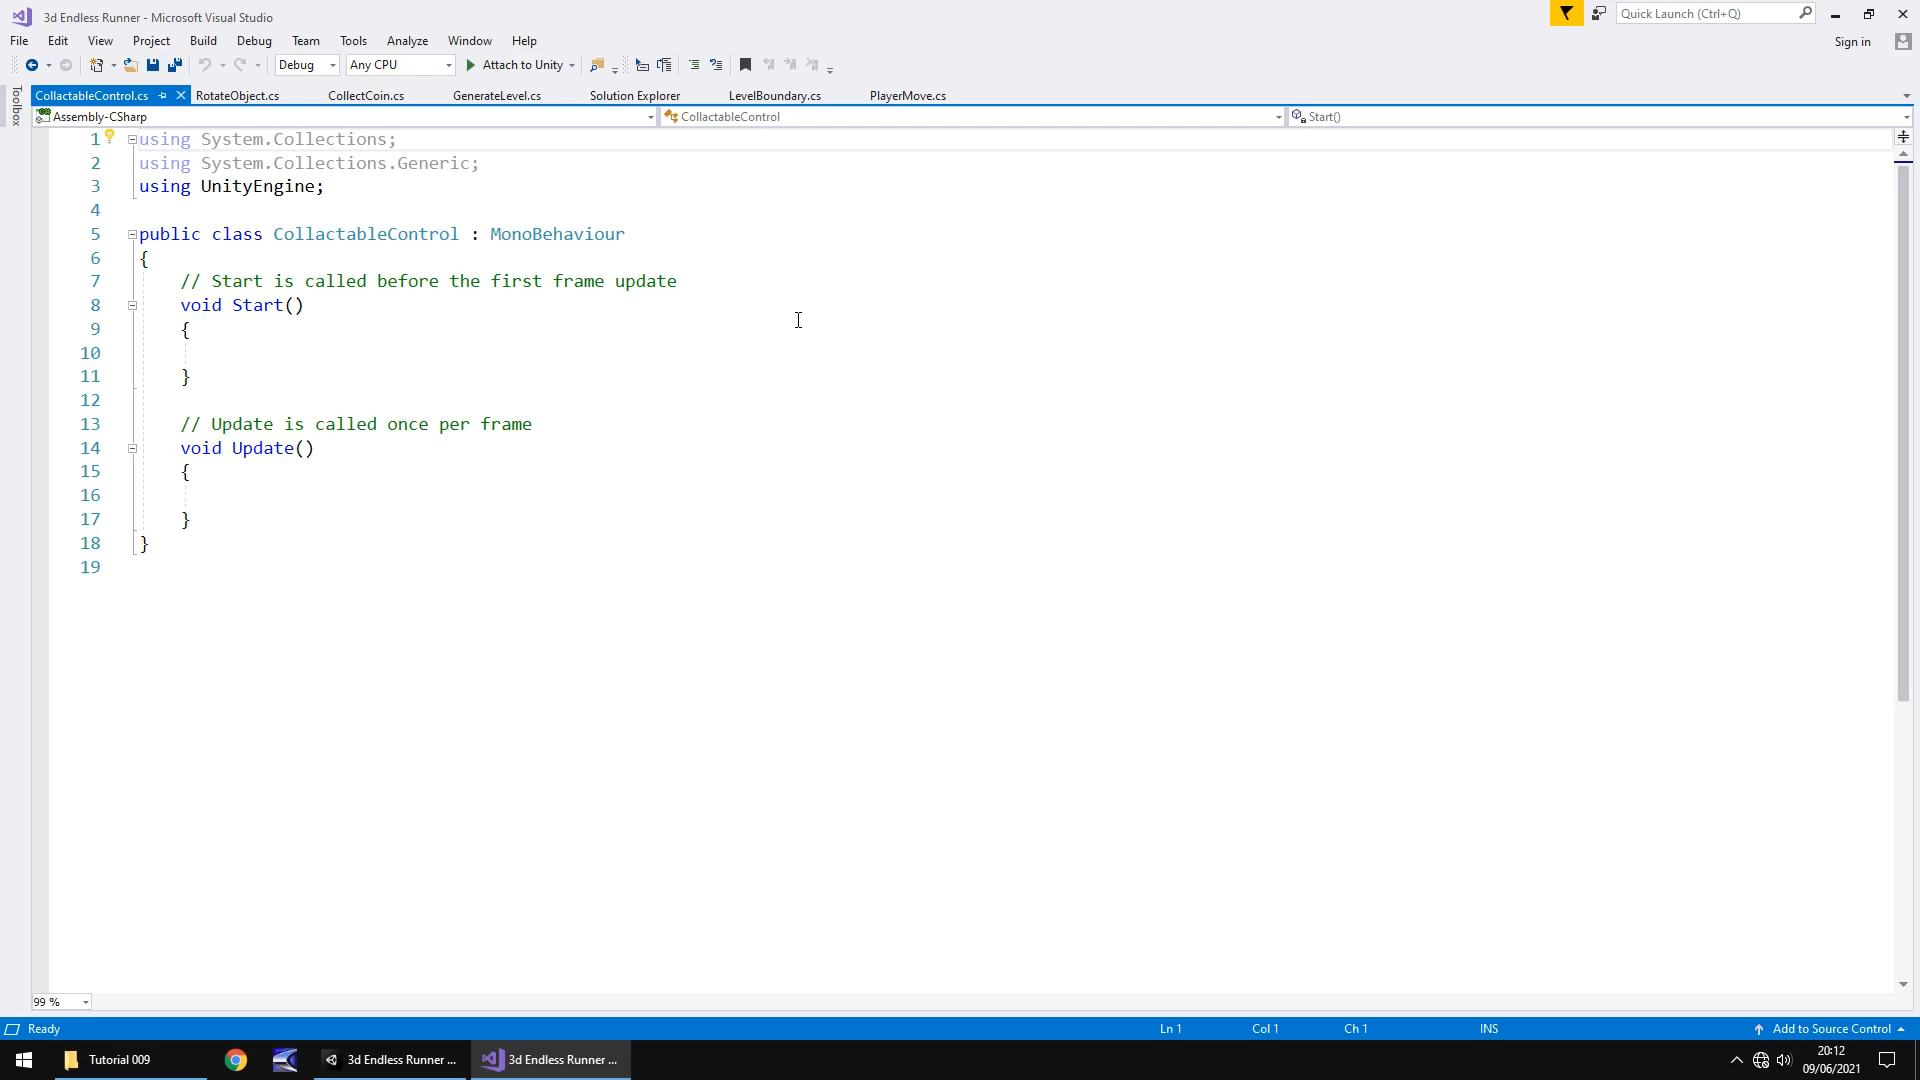 3d Endless Runner - Microsoft Visual Studio
Quick Launch (Ctrl+Q)
File Edit View Project Build Debug Team Tools Analyze Window Help
Sign in
Debug Any CPU Attach to Unity
Toolbox
CollactableControl.cs RotateObject.cs CollectCoin.cs GenerateLevel.cs Solution Explorer LevelBoundary.cs PlayerMove.cs
Assembly-CSharp CollactableControl Start()
1 using System.Collections;
2 using System.Collections.Generic;
3 using UnityEngine;
4
5 public class CollactableControl : MonoBehaviour
6 {
7 // Start is called before the first frame update
8 void Start()
9 {
10
11 }
12
13 // Update is called once per frame
14 void Update()
15 {
16
17 }
18 }
19
99 %
Ready Ln 1 Col 1 Ch 1 INS Add to Source Control
Tutorial 009 3d Endless Runner ... 3d Endless Runner ... 20:12
09/06/2021